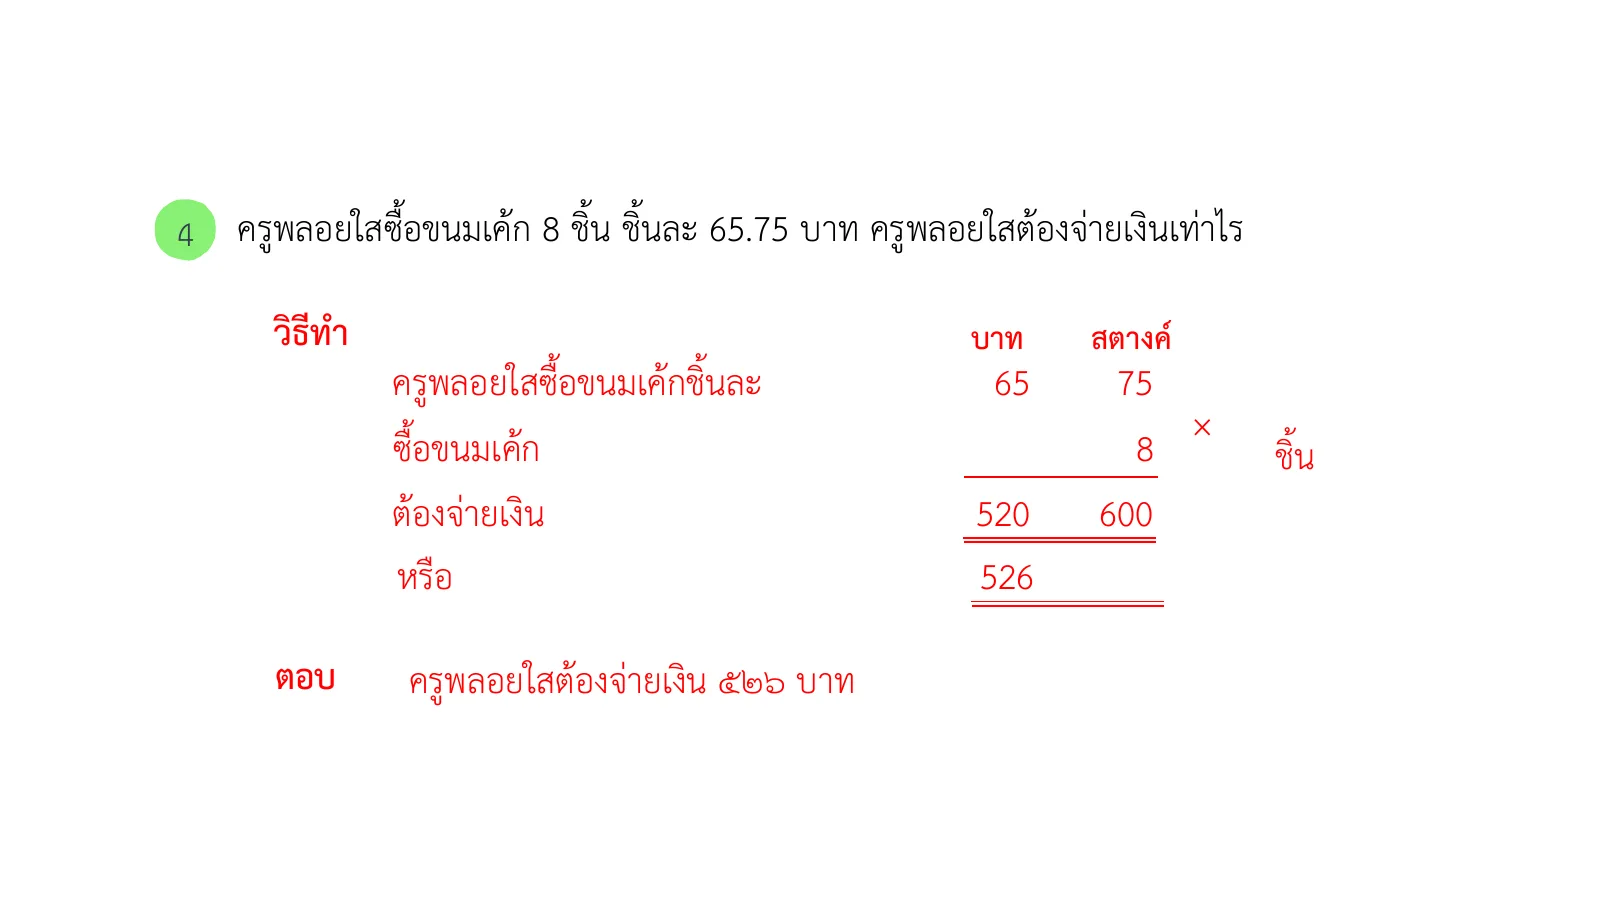 4 ครูพลอยใสซื้อขนมเค้ก 8 ชิ้น ชิ้นละ 65.75 บาท ครูพลอยใสต้องจ่ายเงินเท่าไร
วิธีทำ
บาท สตางค์
ครูพลอยใสซื้อขนมเค้กชิ้นละ 65 75
×
ซื้อขนมเค้ก 8 ชิ้น
ต้องจ่ายเงิน 520 600
หรือ 526
ตอบ ครูพลอยใสต้องจ่ายเงิน ๕๒๖ บาท